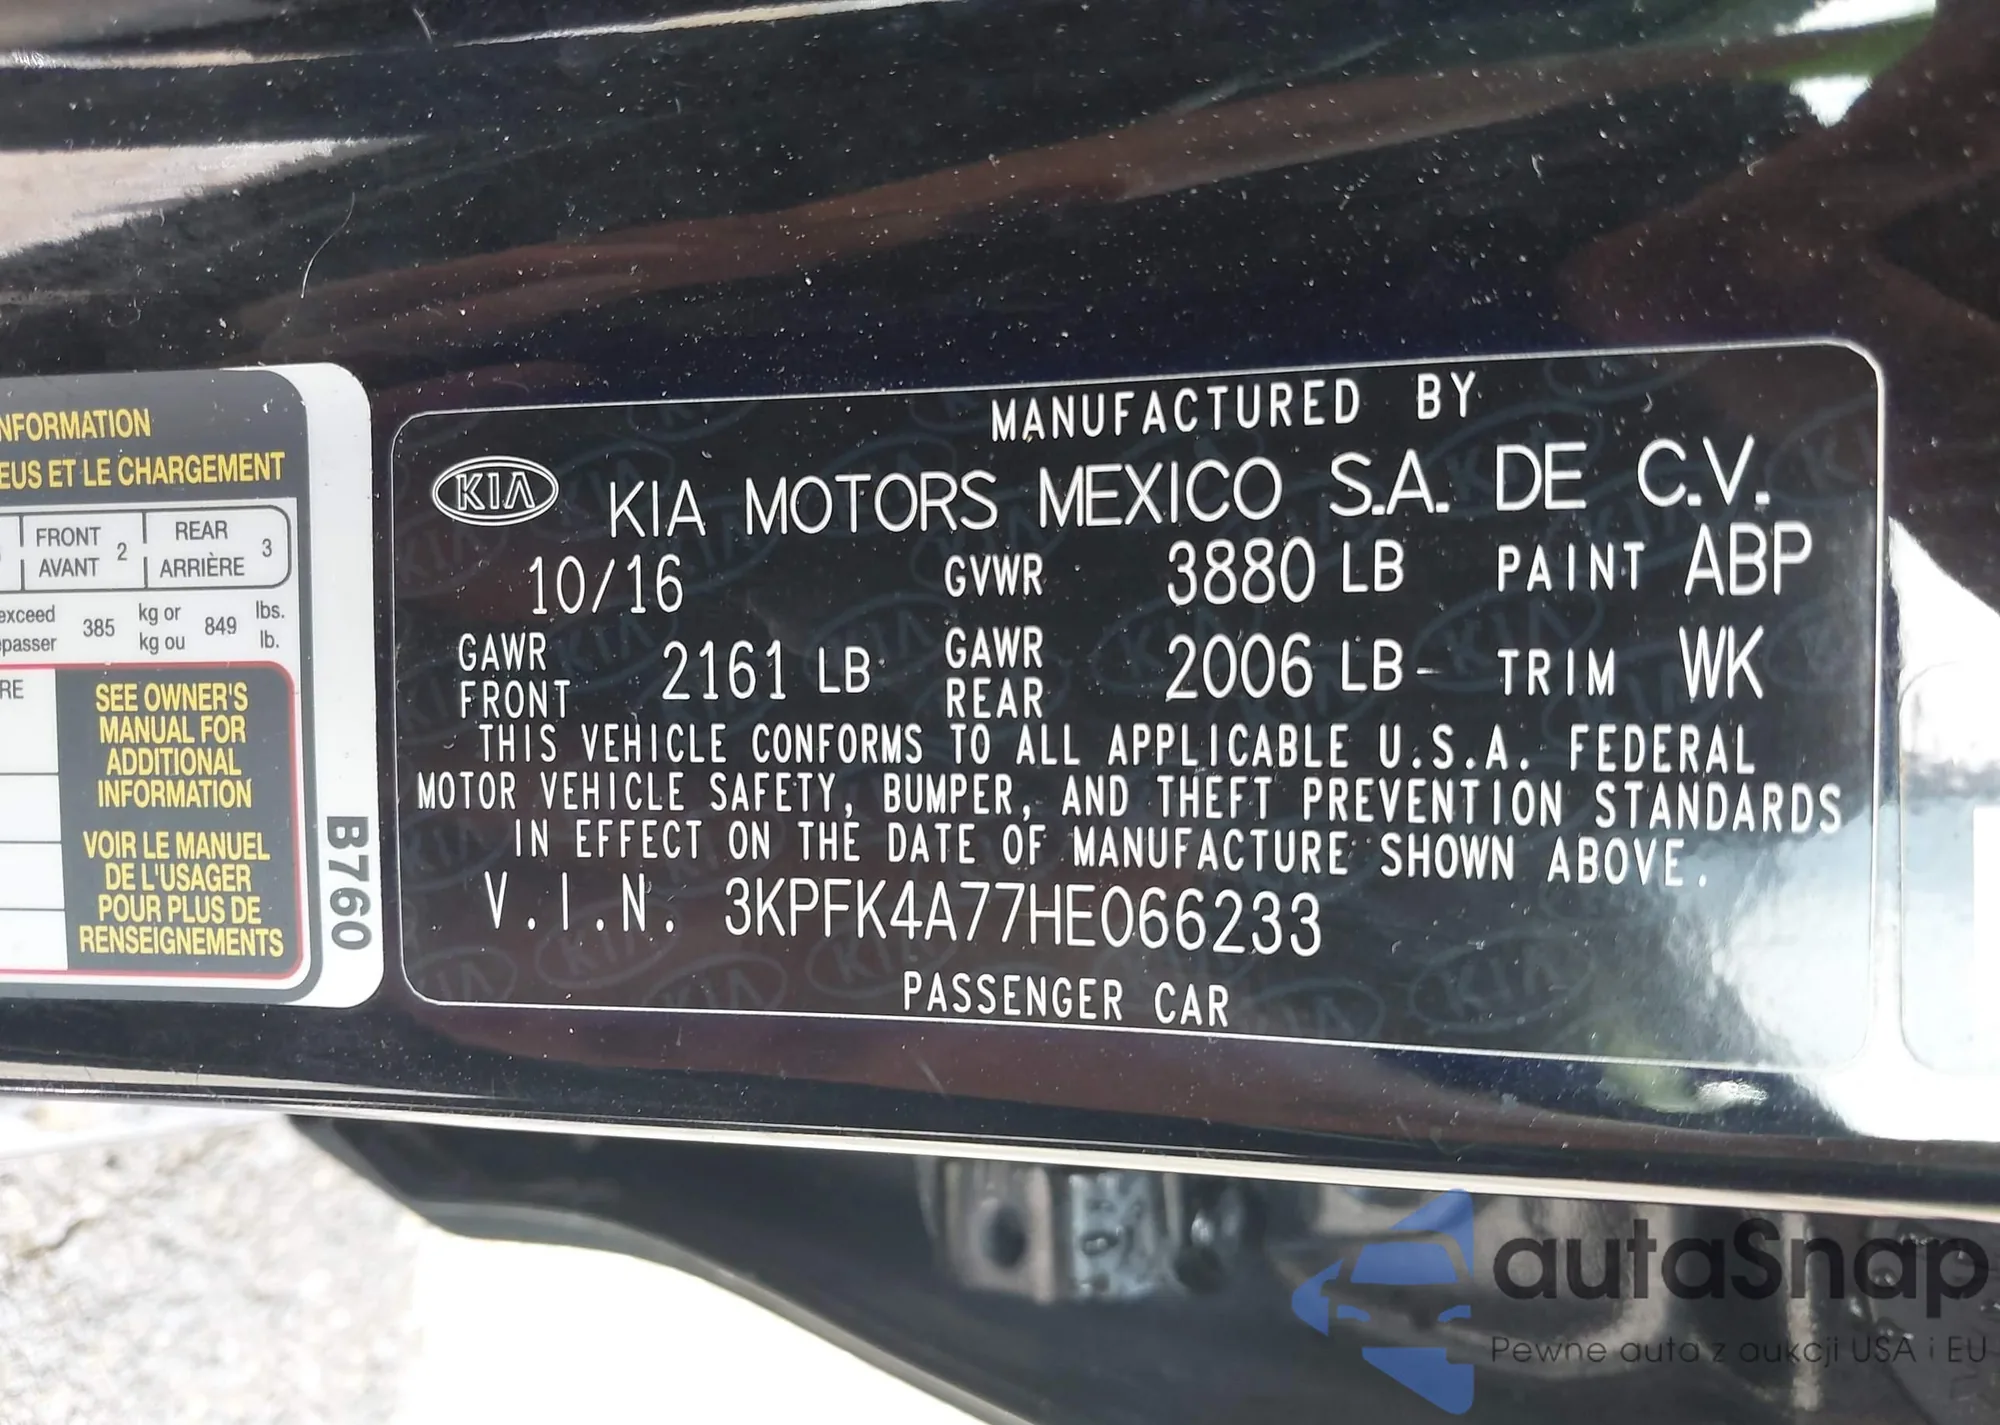 NFORMATION
EUS ET LE CHARGEMENT
FRONT
AVANT 2
REAR
ARRIÈRE 3
exceed 385 kg or 849 lbs.
passer kg ou lb.
RE
SEE OWNER'S
MANUAL FOR
ADDITIONAL
INFORMATION
VOIR LE MANUEL
DE L'USAGER
POUR PLUS DE
RENSEIGNEMENTS
B760
MANUFACTURED BY
KIA KIA MOTORS MEXICO S.A. DE C.V.
10/16 GVWR 3880 LB PAINT ABP
GAWR FRONT 2161 LB GAWR REAR 2006 LB TRIM WK
THIS VEHICLE CONFORMS TO ALL APPLICABLE U.S.A. FEDERAL
MOTOR VEHICLE SAFETY, BUMPER, AND THEFT PREVENTION STANDARDS
IN EFFECT ON THE DATE OF MANUFACTURE SHOWN ABOVE.
V.I.N. 3KPFK4A77HE066233
PASSENGER CAR
autaSnap
Pewne auta z aukcji USA i EU